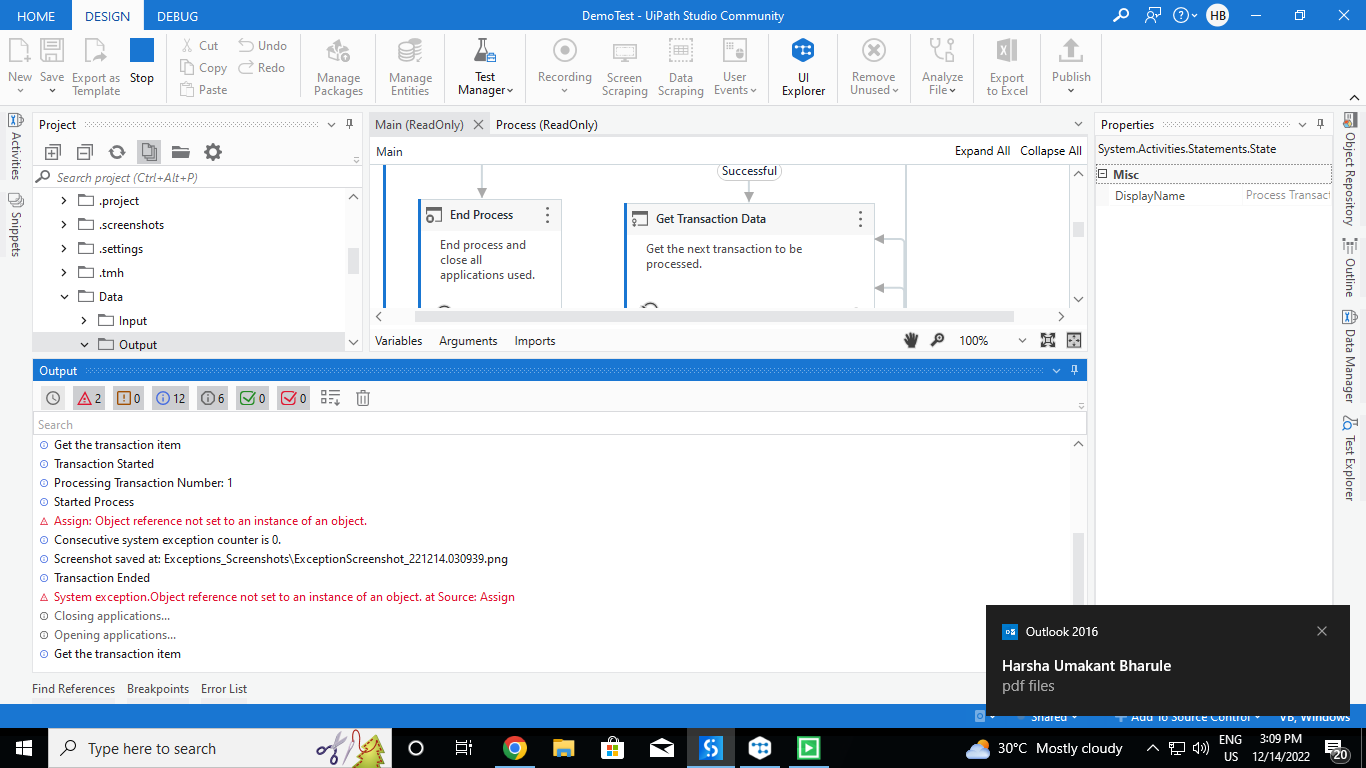 HOME DESIGN DEBUG DemoTest - UiPath Studio Community HB
New Save Export as Template Stop Cut Copy Paste Undo Redo Manage Packages Manage Entities Test Manager Recording Screen Scraping Data Scraping User Events UI Explorer Remove Unused Analyze File Export to Excel Publish
Activities
Snippets
Project
Search project (Ctrl+Alt+P)
.project
.screenshots
.settings
.tmh
Data
Input
Output
Main (ReadOnly) Process (ReadOnly)
Main Expand All Collapse All
Successful
End Process
End process and
close all
applications used.
Get Transaction Data
Get the next transaction to be
processed.
Variables Arguments Imports 100%
Properties
System.Activities.Statements.State
Misc
DisplayName Process Transact
Object Repository
Outline
Data Manager
Test Explorer
Output
2 0 12 6 0 0
Search
Get the transaction item
Transaction Started
Processing Transaction Number: 1
Started Process
Assign: Object reference not set to an instance of an object.
Consecutive system exception counter is 0.
Screenshot saved at: Exceptions_Screenshots\ExceptionScreenshot_221214.030939.png
Transaction Ended
System exception.Object reference not set to an instance of an object. at Source: Assign
Closing applications...
Opening applications...
Get the transaction item
Find References Breakpoints Error List
Outlook 2016
Harsha Umakant Bharule
pdf files
Shared Add To Source Control VB, Windows
Type here to search
30°C Mostly cloudy
ENG
US
3:09 PM
12/14/2022
20